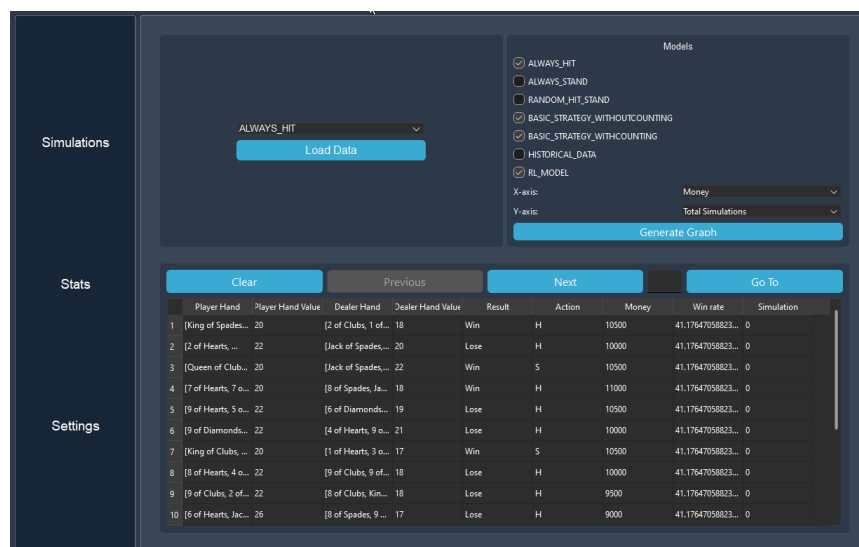 Simulations
Stats
Settings
ALWAYS_HIT
Load Data
Models
ALWAYS_HIT
ALWAYS_STAND
RANDOM_HIT_STAND
BASIC_STRATEGY_WITHOUTCOUNTING
BASIC_STRATEGY_WITHCOUNTING
HISTORICAL_DATA
RL_MODEL
X-axis: Money
Y-axis: Total Simulations
Generate Graph
Clear Previous Next Go To
Player Hand Player Hand Value Dealer Hand Dealer Hand Value Result Action Money Win rate Simulation
1 [King of Spades... 20 [2 of Clubs, 1 of... 18 Win H 10500 41.17647058823... 0
2 [2 of Hearts, ... 22 [Jack of Spades,... 20 Lose H 10000 41.17647058823... 0
3 [Queen of Club... 20 [Jack of Spades,... 22 Win S 10500 41.17647058823... 0
4 [7 of Hearts, 7 o... 20 [8 of Spades, Ja... 18 Win H 11000 41.17647058823... 0
5 [9 of Hearts, 5 o... 22 [6 of Diamonds... 19 Lose H 10500 41.17647058823... 0
6 [9 of Diamonds... 22 [4 of Hearts, 9 o... 21 Lose H 10000 41.17647058823... 0
7 [King of Clubs, ... 20 [1 of Hearts, 3 o... 17 Win S 10500 41.17647058823... 0
8 [8 of Hearts, 4 o... 22 [9 of Clubs, 9 of... 18 Lose H 10000 41.17647058823... 0
9 [9 of Clubs, 2 of... 22 [8 of Clubs, Kin... 18 Lose H 9500 41.17647058823... 0
10 [6 of Hearts, Jac... 26 [8 of Spades, 9 ... 17 Lose H 9000 41.17647058823... 0